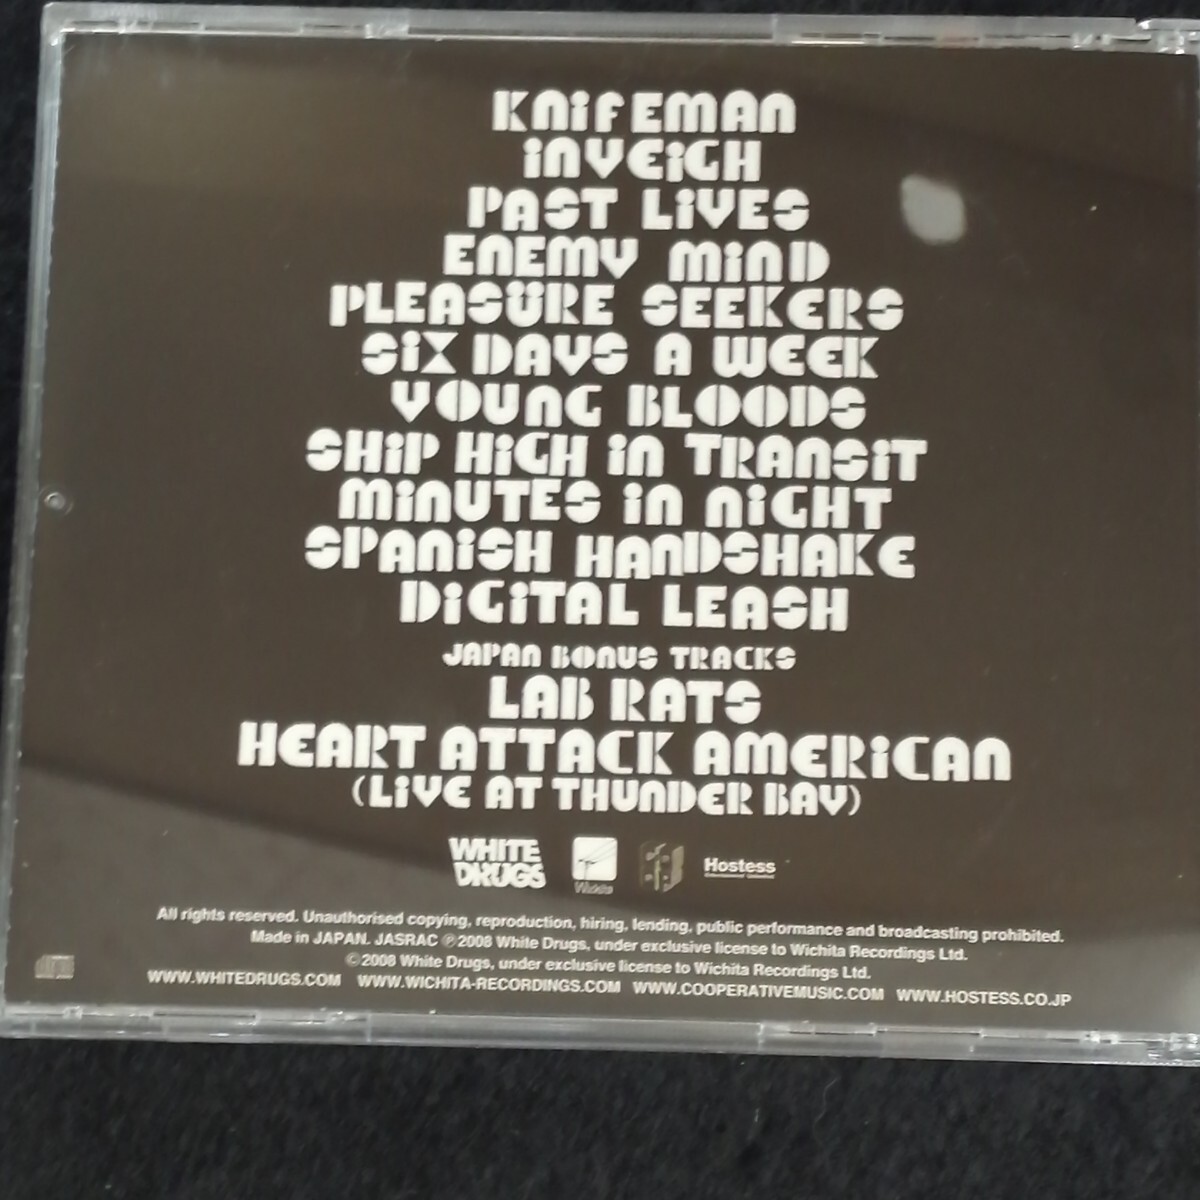 KNiFEMAN
iNVEiGH
PAST LiVES
ENEMY MiND
PLEASÜRE SEEKERS
SiX DAYS A WEEK
YOUNG BLOODS
SHiP HiGH iN TRANSiT
MiNUTES iN NiGHT
SPANiSH HANDSHAKE
DiGiTAL LEASH
JAPAN BONUS TRACKS
LAB RATS
HEART ATTACK AMERiCAN
(LiVE AT THUNDER BAY)
WHITE DRUGS
Wichita
Hostess
All rights reserved. Unauthorised copying, reproduction, hiring, lending, public performance and broadcasting prohibited.
Made in JAPAN. JASRAC ℗2008 White Drugs, under exclusive license to Wichita Recordings Ltd.
©2008 White Drugs, under exclusive license to Wichita Recordings Ltd.
WWW.WHITEDRUGS.COM WWW.WICHITA-RECORDINGS.COM WWW.COOPERATIVEMUSIC.COM WWW.HOSTESS.CO.JP